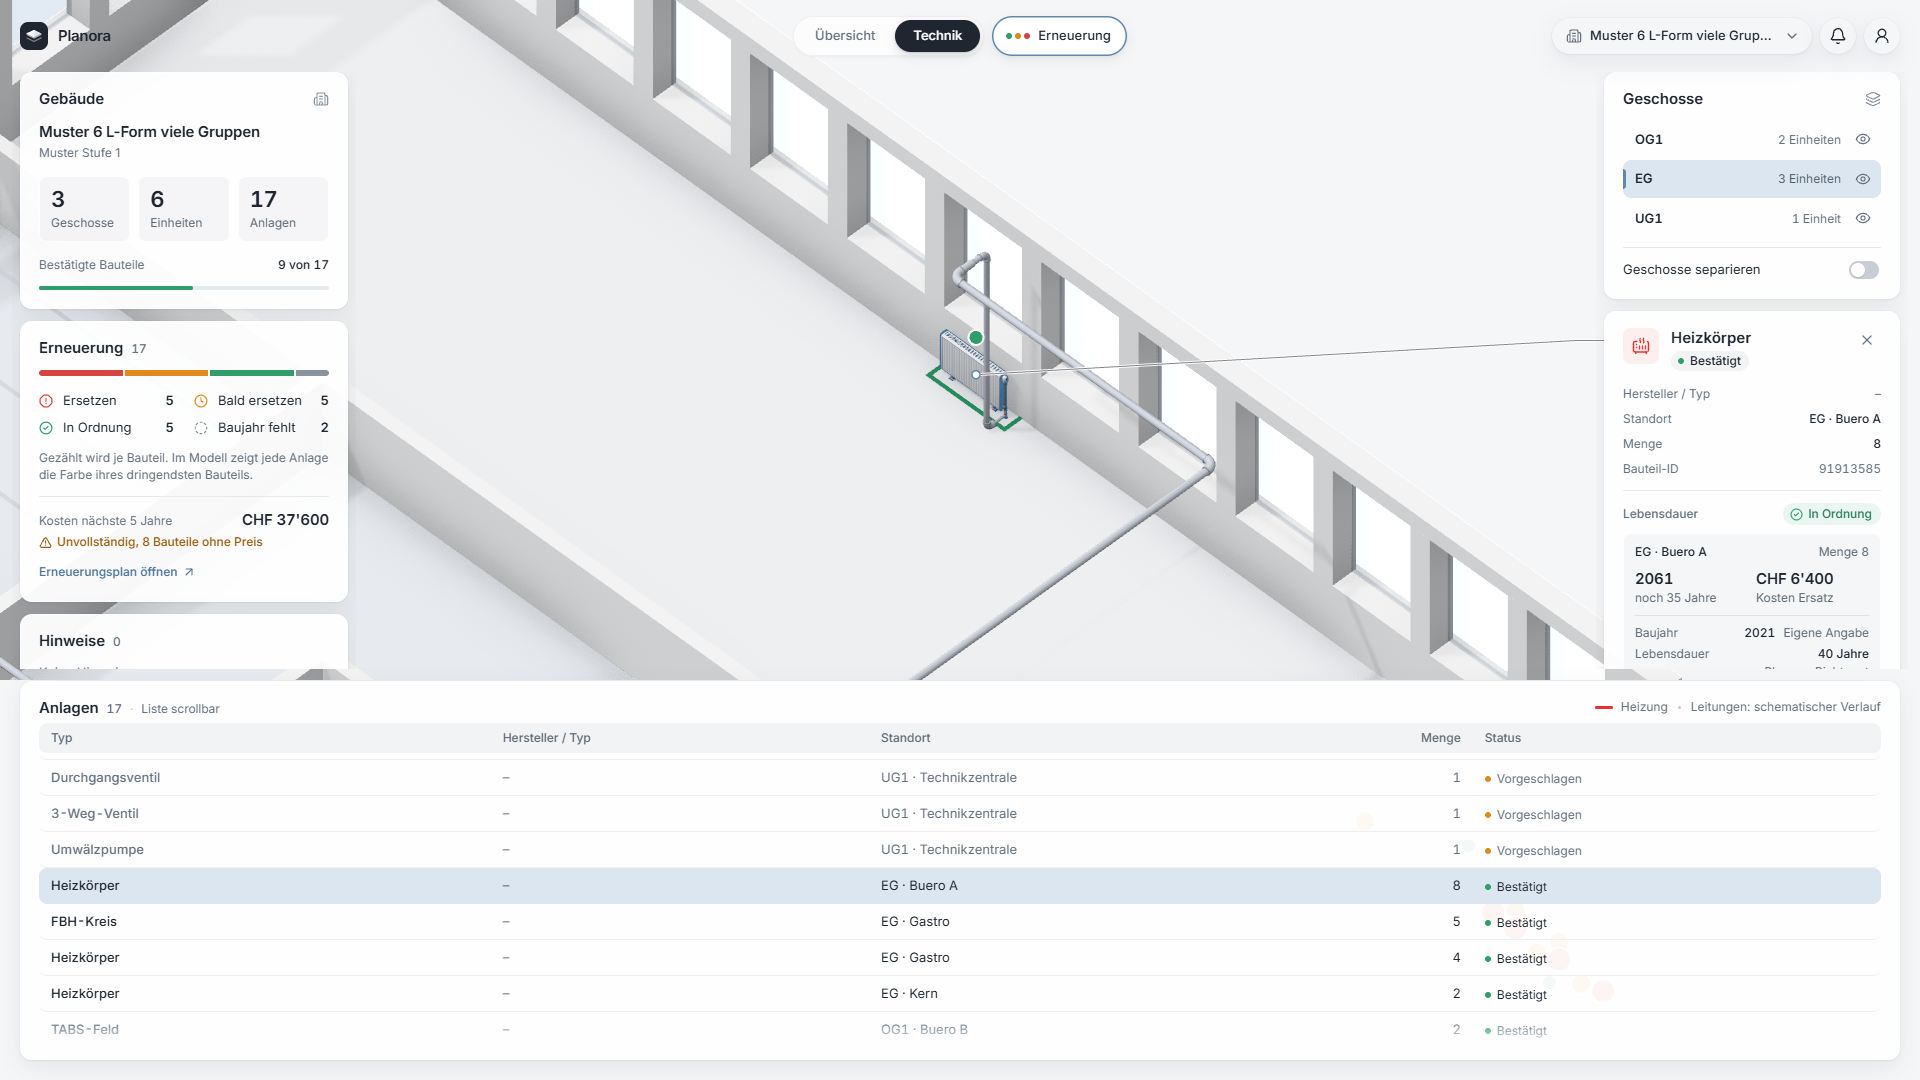 Planora
Übersicht
Technik
Erneuerung
Muster 6 L-Form viele Grup...
Gebäude
Muster 6 L-Form viele Gruppen
Muster Stufe 1
3 6 17
Geschosse Einheiten Anlagen
Bestätigte Bauteile 9 von 17
Erneuerung 17
Ersetzen 5 Bald ersetzen 5
In Ordnung 5 Baujahr fehlt 2
Gezählt wird je Bauteil. Im Modell zeigt jede Anlage
die Farbe ihres dringendsten Bauteils.
Kosten nächste 5 Jahre CHF 37'600
Unvollständig, 8 Bauteile ohne Preis
Erneuerungsplan öffnen
Hinweise 0
Geschosse
OG1 2 Einheiten
EG 3 Einheiten
UG1 1 Einheit
Geschosse separieren
Heizkörper
Bestätigt
Hersteller / Typ –
Standort EG · Buero A
Menge 8
Bauteil-ID 91913585
Lebensdauer In Ordnung
EG · Buero A Menge 8
2061 CHF 6'400
noch 35 Jahre Kosten Ersatz
Baujahr 2021 Eigene Angabe
Lebensdauer 40 Jahre
Anlagen 17 · Liste scrollbar
Heizung • Leitungen: schematischer Verlauf
Typ Hersteller / Typ Standort Menge Status
Durchgangsventil – UG1 · Technikzentrale 1 Vorgeschlagen
3-Weg-Ventil – UG1 · Technikzentrale 1 Vorgeschlagen
Umwälzpumpe – UG1 · Technikzentrale 1 Vorgeschlagen
Heizkörper – EG · Buero A 8 Bestätigt
FBH-Kreis – EG · Gastro 5 Bestätigt
Heizkörper – EG · Gastro 4 Bestätigt
Heizkörper – EG · Kern 2 Bestätigt
TABS-Feld – OG1 · Buero B 2 Bestätigt